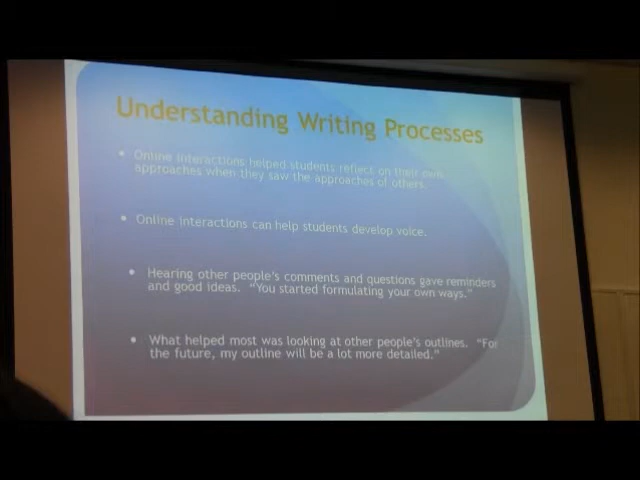 Understanding Writing Processes
• Online interactions helped students reflect on their own
approaches when they saw the approaches of others.
• Online interactions can help students develop voice.
• Hearing other people's comments and questions gave reminders
and good ideas. "You started formulating your own ways."
• What helped most was looking at other people's outlines. "For
the future, my outline will be a lot more detailed."